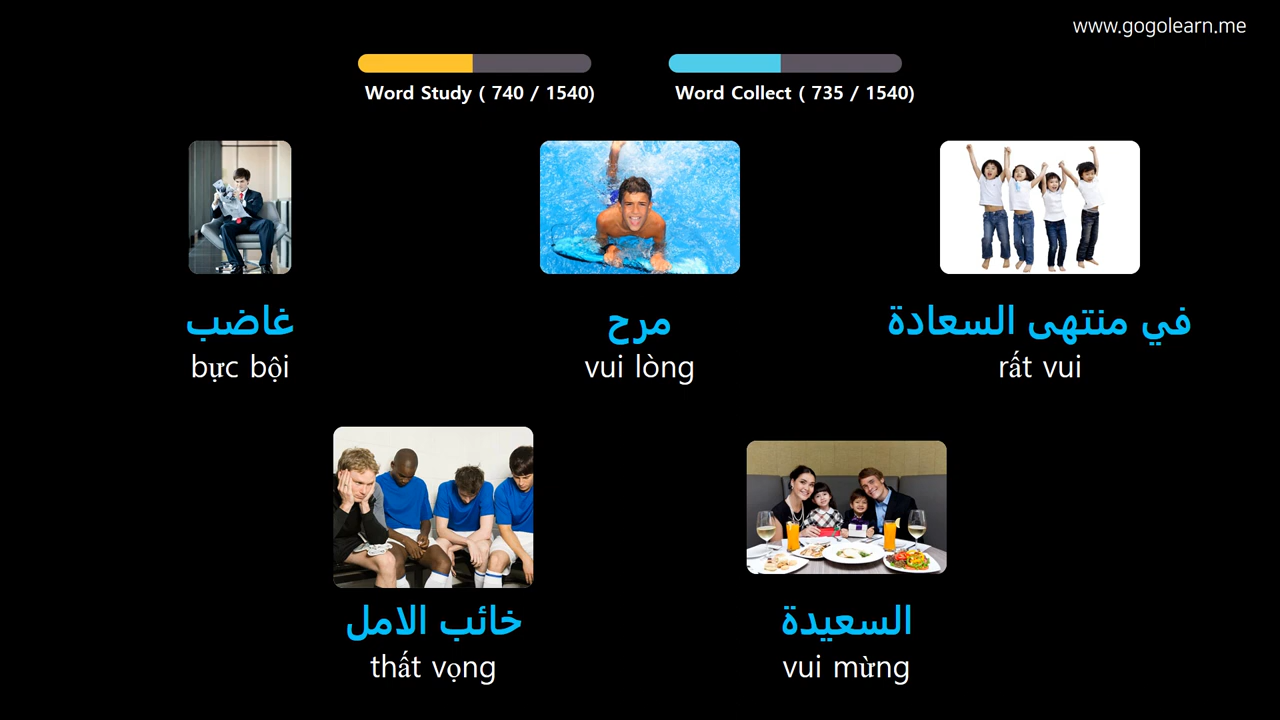 www.gogolearn.me
Word Study ( 740 / 1540)
Word Collect ( 735 / 1540)
غاضب
bực bội
مرح
vui lòng
في منتهى السعادة
rất vui
خائب الامل
thất vọng
السعيدة
vui mừng